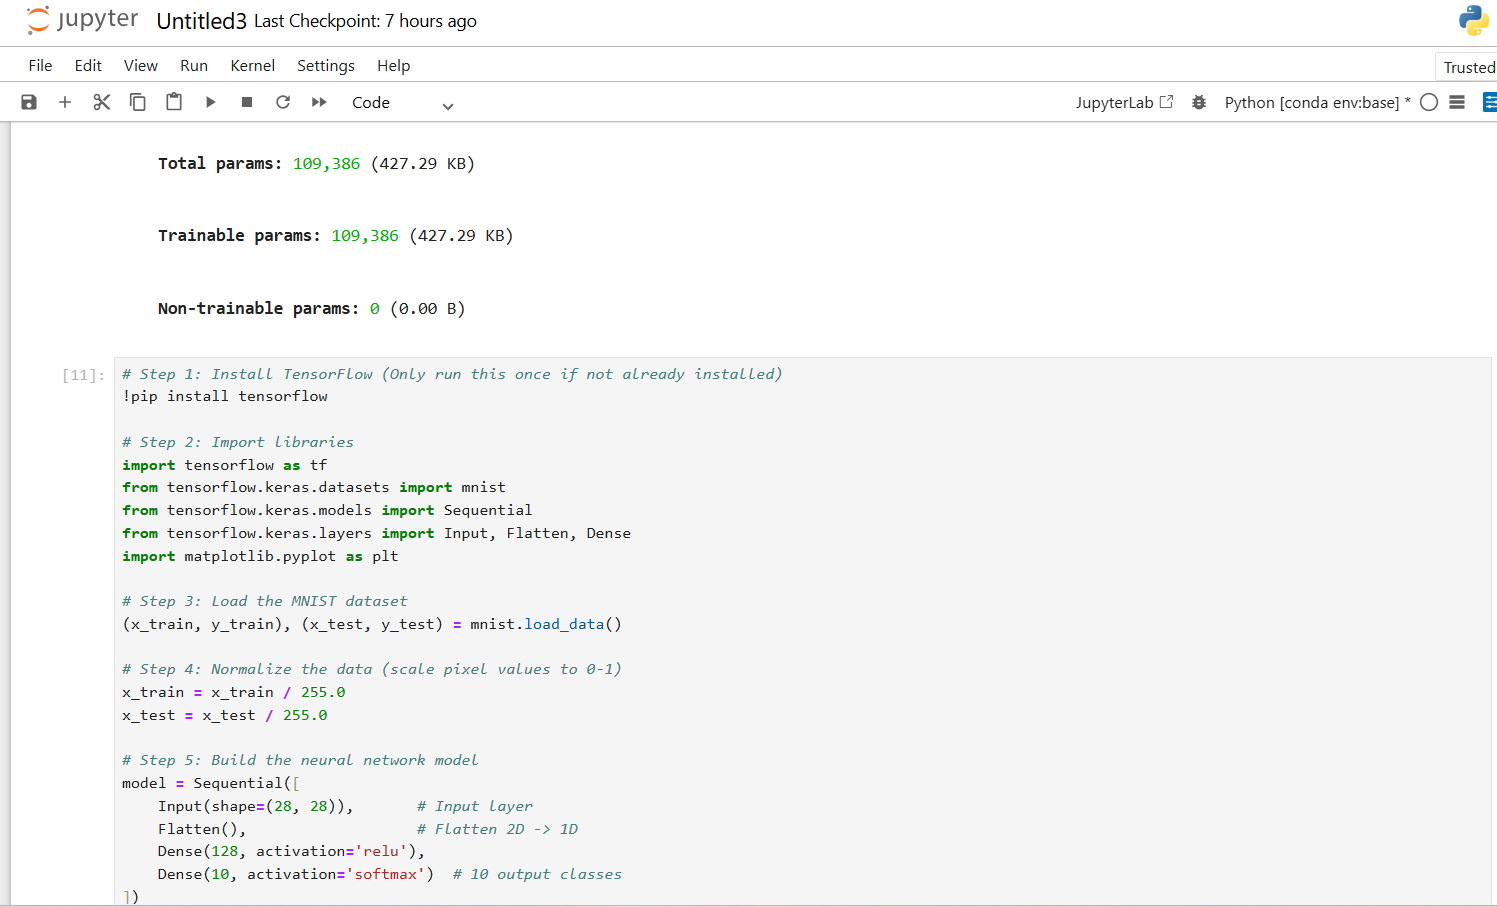 jupyter Untitled3 Last Checkpoint: 7 hours ago
File Edit View Run Kernel Settings Help
Trusted
Code JupyterLab Python [conda env:base] *
Total params: 109,386 (427.29 KB)
Trainable params: 109,386 (427.29 KB)
Non-trainable params: 0 (0.00 B)
[11]: # Step 1: Install TensorFlow (Only run this once if not already installed)
!pip install tensorflow
# Step 2: Import libraries
import tensorflow as tf
from tensorflow.keras.datasets import mnist
from tensorflow.keras.models import Sequential
from tensorflow.keras.layers import Input, Flatten, Dense
import matplotlib.pyplot as plt
# Step 3: Load the MNIST dataset
(x_train, y_train), (x_test, y_test) = mnist.load_data()
# Step 4: Normalize the data (scale pixel values to 0-1)
x_train = x_train / 255.0
x_test = x_test / 255.0
# Step 5: Build the neural network model
model = Sequential([
    Input(shape=(28, 28)),       # Input layer
    Flatten(),                   # Flatten 2D -> 1D
    Dense(128, activation='relu'),
    Dense(10, activation='softmax')  # 10 output classes
])